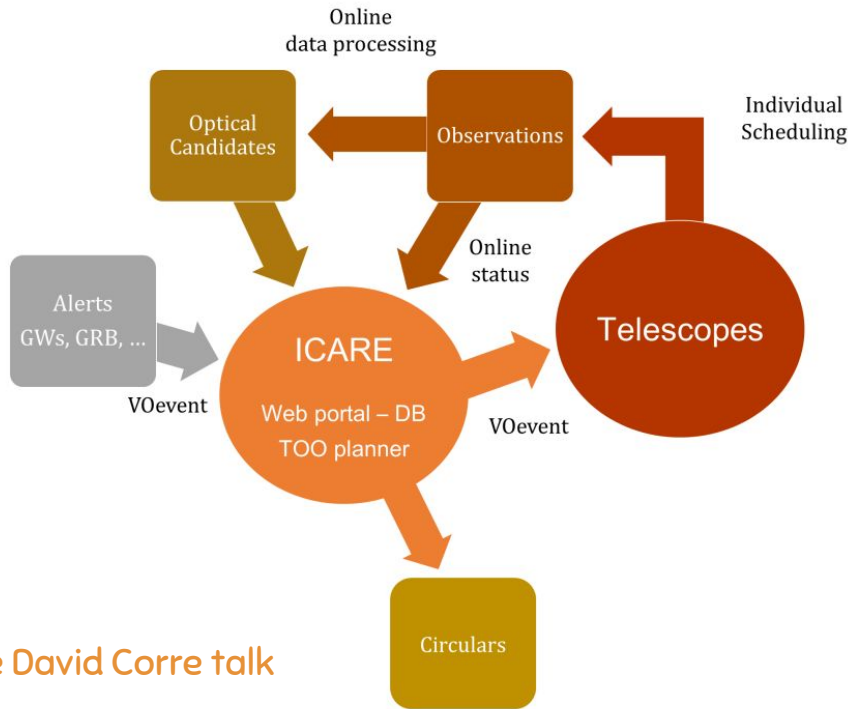 Online
data processing
Individual
Scheduling
Optical
Candidates
Observations
Online
status
Alerts
GWs, GRB, ...
VOevent
ICARE
Web portal – DB
TOO planner
VOevent
Telescopes
Circulars
David Corre talk